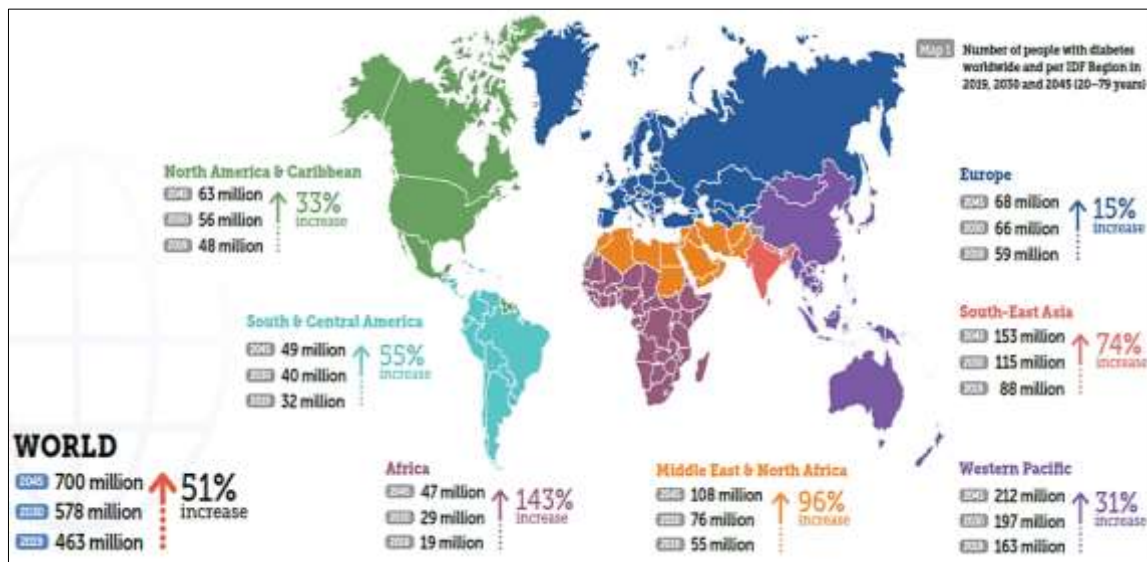 Map 1
Number of people with diabetes
worldwide and per IDF Region in
2019, 2030 and 2045 (20–79 years)
North America & Caribbean
2045 63 million
2030 56 million
2019 48 million
33%
increase
Europe
2045 68 million
2030 66 million
2019 59 million
15%
increase
South & Central America
2045 49 million
2030 40 million
2019 32 million
55%
increase
South-East Asia
2045 153 million
2030 115 million
2019 88 million
74%
increase
WORLD
2045 700 million
2030 578 million
2019 463 million
51%
increase
Africa
2045 47 million
2030 29 million
2019 19 million
143%
increase
Middle East & North Africa
2045 108 million
2030 76 million
2019 55 million
96%
increase
Western Pacific
2045 212 million
2030 197 million
2019 163 million
31%
increase